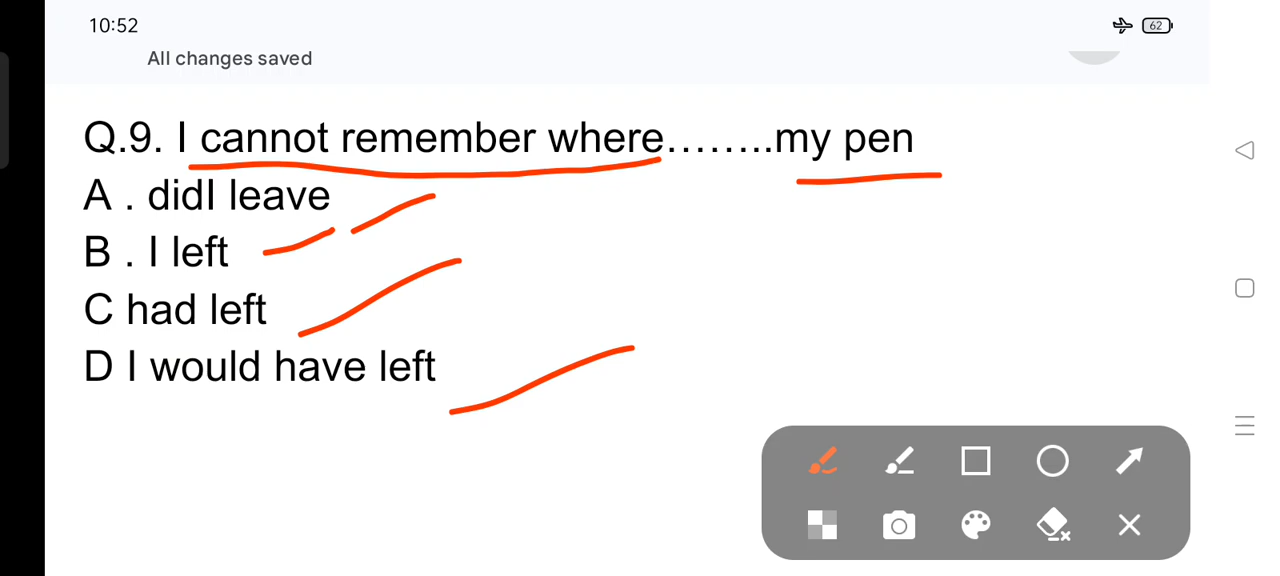 10:52
62
All changes saved
Q.9. I cannot remember where........my pen
A . didI leave
B . I left
C had left
D I would have left